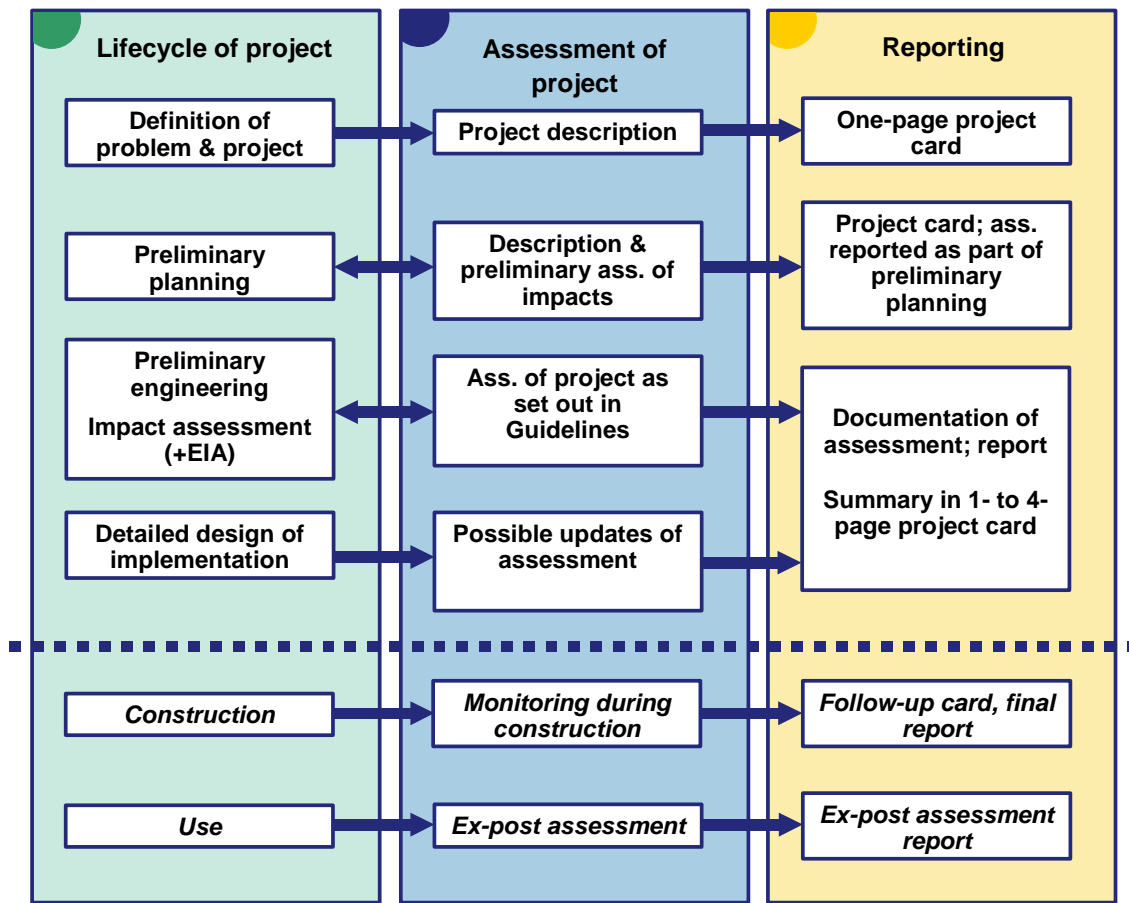 Lifecycle of project
Definition of
problem & project
Preliminary
planning
Preliminary
engineering
Impact assessment
(+EIA)
Detailed design of
implementation
Construction
Use
Assessment of
project
Project description
Description &
preliminary ass. of
impacts
Ass. of project as
set out in
Guidelines
Possible updates of
assessment
Monitoring during
construction
Ex-post assessment
Reporting
One-page project
card
Project card; ass.
reported as part of
preliminary
planning
Documentation of
assessment; report
Summary in 1- to 4-
page project card
Follow-up card, final
report
Ex-post assessment
report